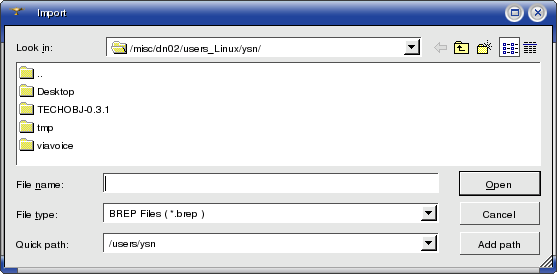 Import
Look in: /misc/dn02/users_Linux/ysn/
..
Desktop
TECHOBJ-0.3.1
tmp
viavoice
File name: Open
File type: BREP Files ( *.brep ) Cancel
Quick path: /users/ysn Add path